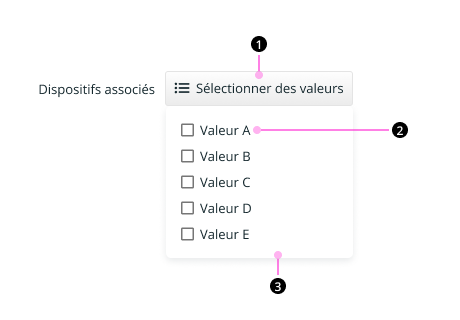 1
Dispositifs associés
Sélectionner des valeurs
Valeur A
2
Valeur B
Valeur C
Valeur D
Valeur E
3